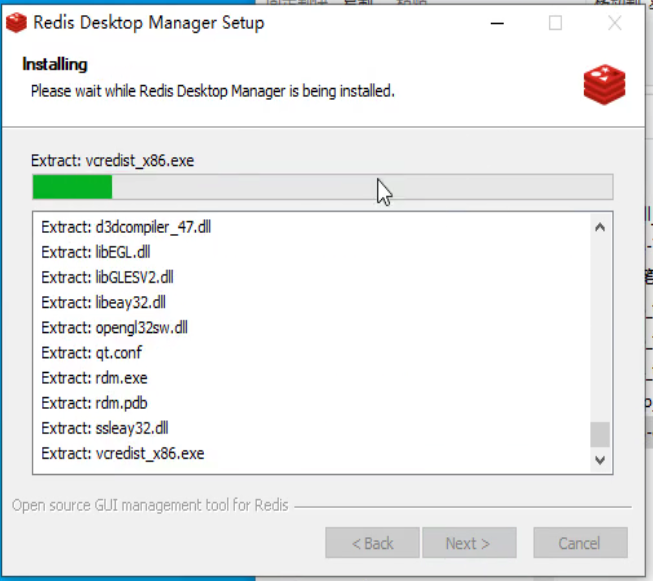 Redis Desktop Manager Setup
Installing
Please wait while Redis Desktop Manager is being installed.
Extract: vcredist_x86.exe
Extract: d3dcompiler_47.dll
Extract: libEGL.dll
Extract: libGLESV2.dll
Extract: libeay32.dll
Extract: opengl32sw.dll
Extract: qt.conf
Extract: rdm.exe
Extract: rdm.pdb
Extract: ssleay32.dll
Extract: vcredist_x86.exe
Open source GUI management tool for Redis
< Back
Next >
Cancel